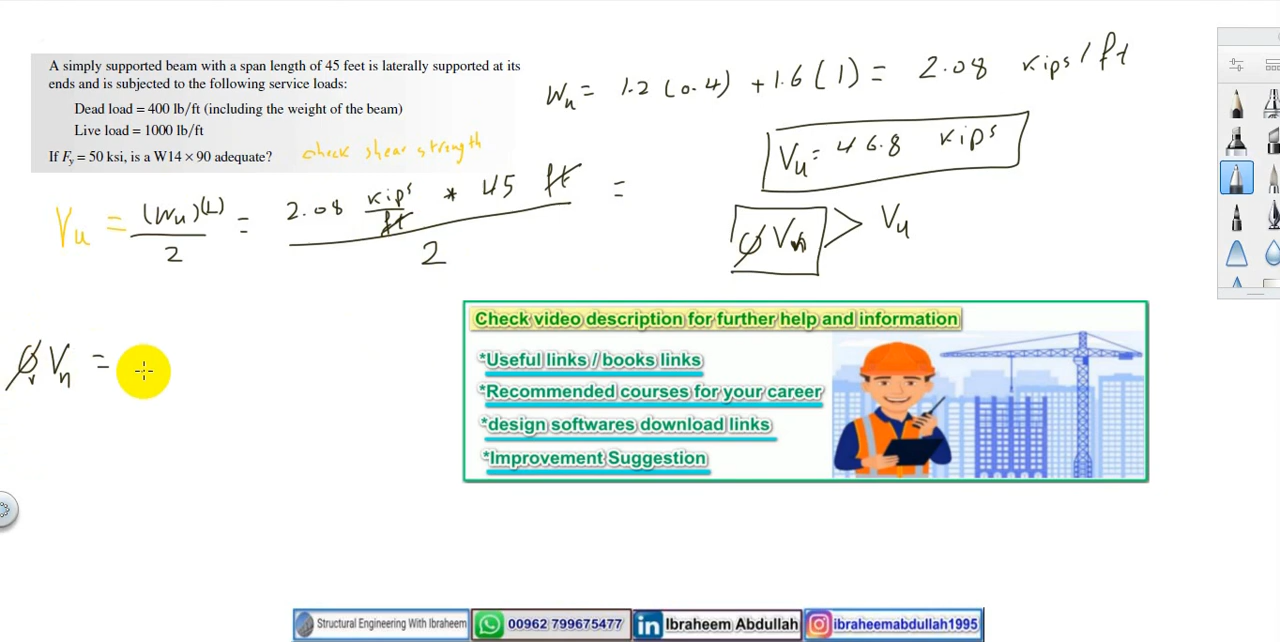 A simply supported beam with a span length of 45 feet is laterally supported at its
ends and is subjected to the following service loads:
Dead load = 400 lb/ft (including the weight of the beam)
Live load = 1000 lb/ft
If Fy = 50 ksi, is a W14 × 90 adequate? check shear strength
Wu = 1.2 (0.4) + 1.6 (1) = 2.08 kips/ft
Vu = 46.8 kips
Vu = (Wu)(L) / 2 = 2.08 kips/ft * 45 ft / 2 =
ϕ Vn > Vu
Check video description for further help and information
*Useful links / books links
*Recommended courses for your career
*design softwares download links
*Improvement Suggestion
ϕv Vn =
Structural Engineering With Ibraheem
00962 799675477
in Ibraheem Abdullah
ibraheemabdullah1995